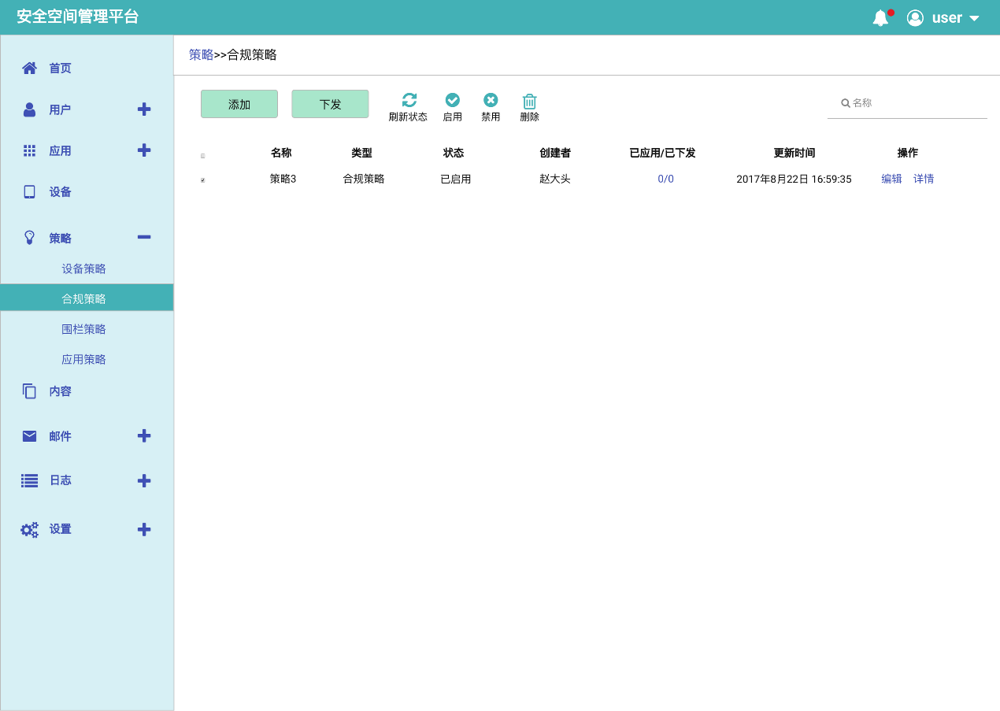 安全空间管理平台
user
首页
用户
应用
设备
策略
设备策略
合规策略
围栏策略
应用策略
内容
邮件
日志
设置
策略>>合规策略
添加 下发 刷新状态 启用 禁用 删除 名称
名称 类型 状态 创建者 已应用/已下发 更新时间 操作
策略3 合规策略 已启用 赵大头 0/0 2017年8月22日 16:59:35 编辑 详情